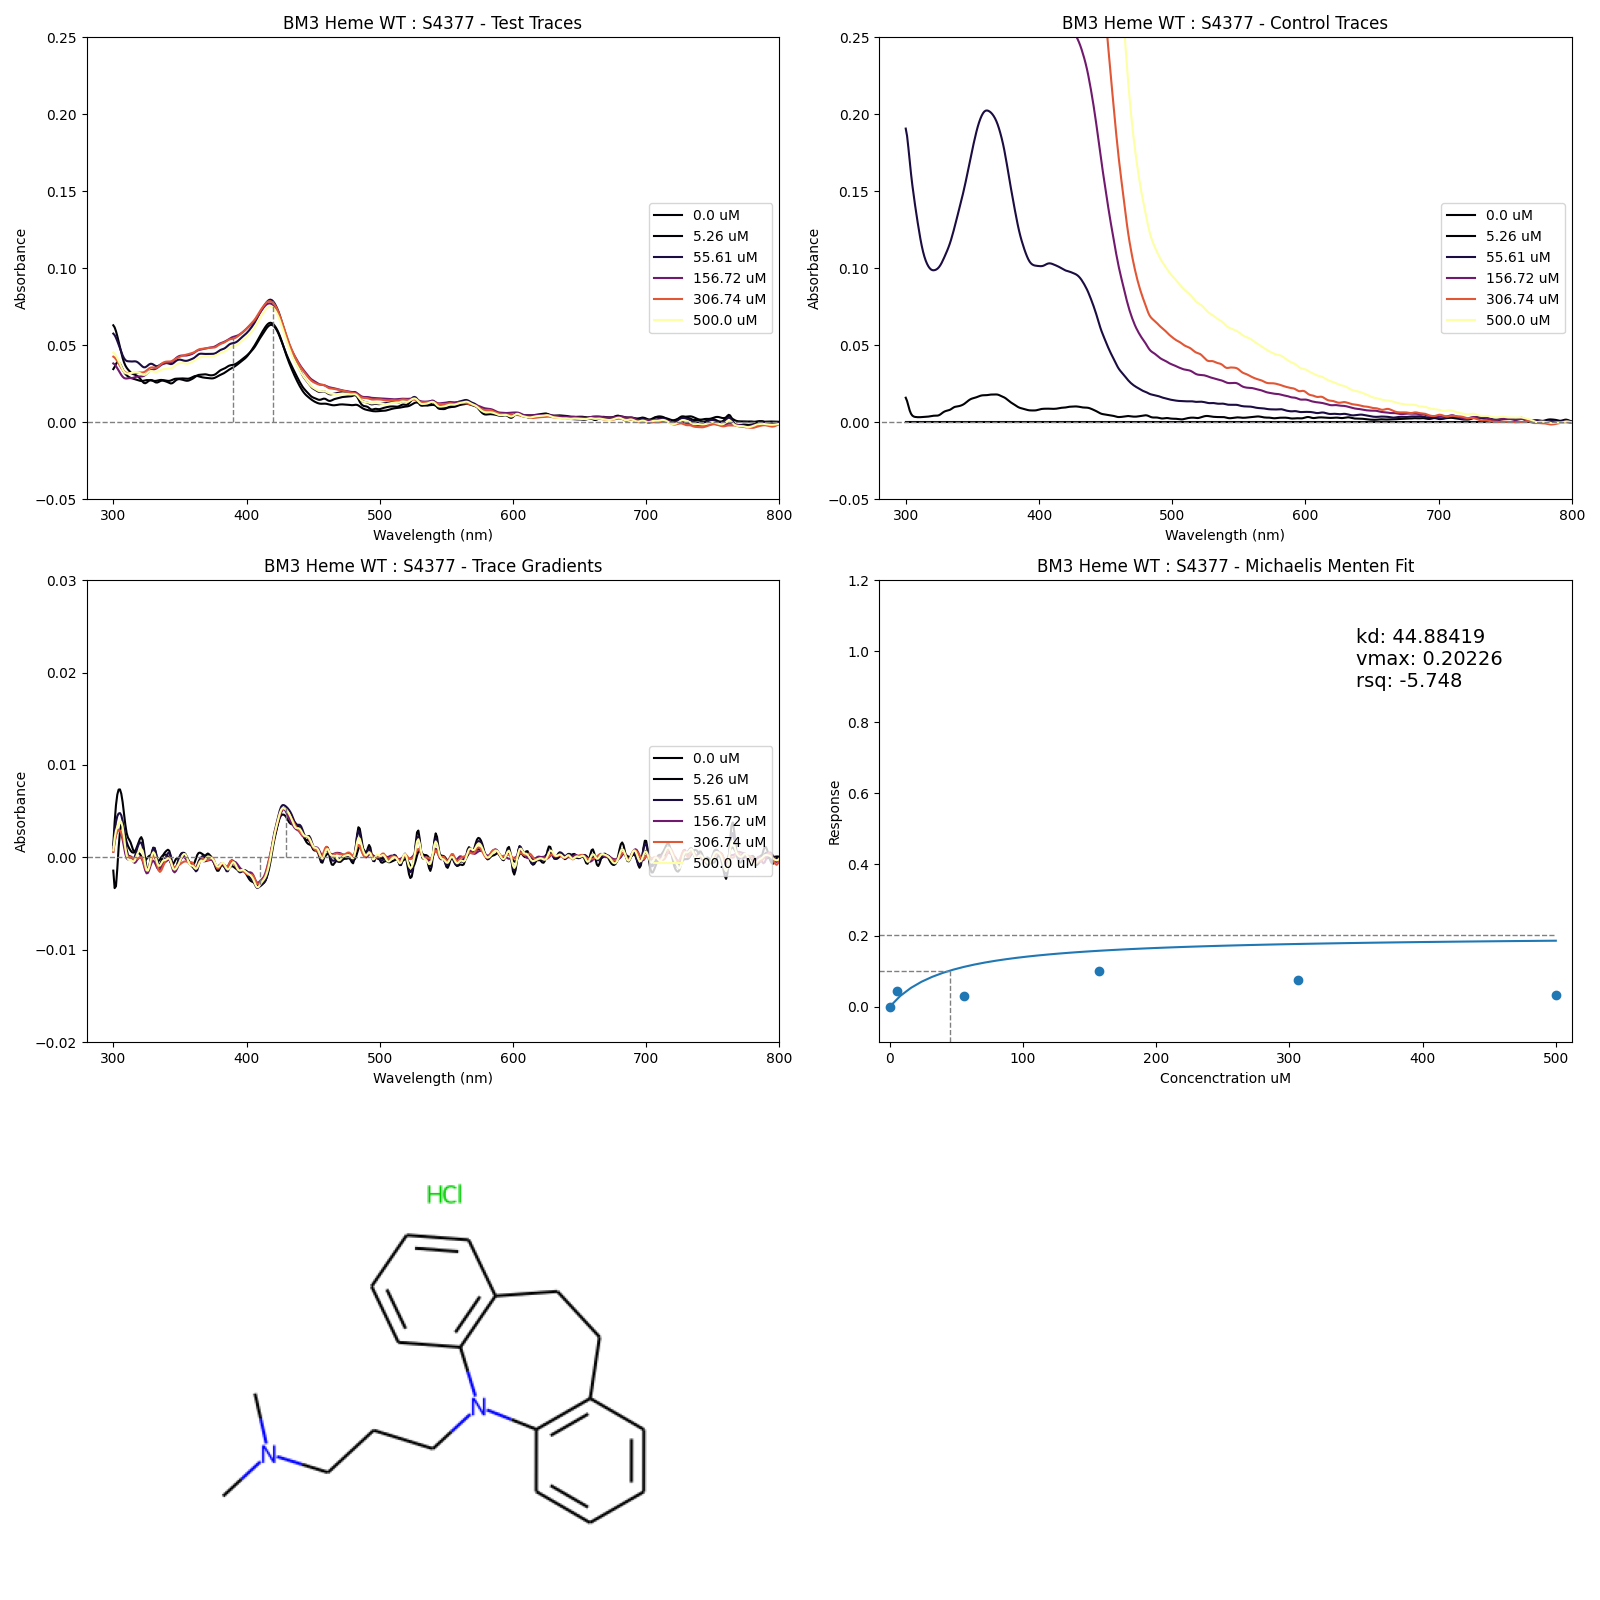 BM3 Heme WT : S4377 - Test Traces
0.25
0.20
0.15
0.10
0.05
0.00
−0.05
Absorbance
300
400
500
600
700
800
Wavelength (nm)
0.0 uM
5.26 uM
55.61 uM
156.72 uM
306.74 uM
500.0 uM
BM3 Heme WT : S4377 - Control Traces
0.25
0.20
0.15
0.10
0.05
0.00
−0.05
Absorbance
300
400
500
600
700
800
Wavelength (nm)
0.0 uM
5.26 uM
55.61 uM
156.72 uM
306.74 uM
500.0 uM
BM3 Heme WT : S4377 - Trace Gradients
0.03
0.02
0.01
0.00
−0.01
−0.02
Absorbance
300
400
500
600
700
800
Wavelength (nm)
0.0 uM
5.26 uM
55.61 uM
156.72 uM
306.74 uM
500.0 uM
BM3 Heme WT : S4377 - Michaelis Menten Fit
1.2
1.0
0.8
0.6
0.4
0.2
0.0
Response
0
100
200
300
400
500
Concenctration uM
kd: 44.88419
vmax: 0.20226
rsq: -5.748
HCl
N
N